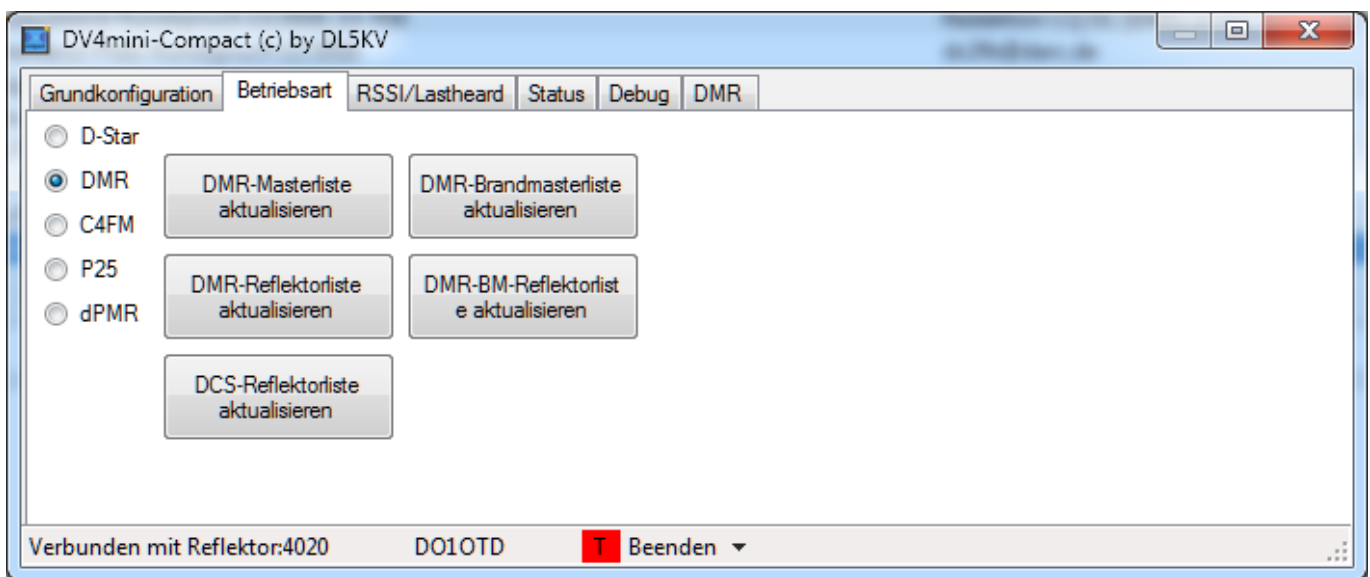 DV4mini-Compact (c) by DL5KV
Grundkonfiguration Betriebsart RSSI/Lastheard Status Debug DMR
D-Star
DMR
C4FM
P25
dPMR
DMR-Masterliste
aktualisieren
DMR-Brandmasterliste
aktualisieren
DMR-Reflektorliste
aktualisieren
DMR-BM-Reflektorlist
e aktualisieren
DCS-Reflektorliste
aktualisieren
Verbunden mit Reflektor:4020 DO1OTD T Beenden